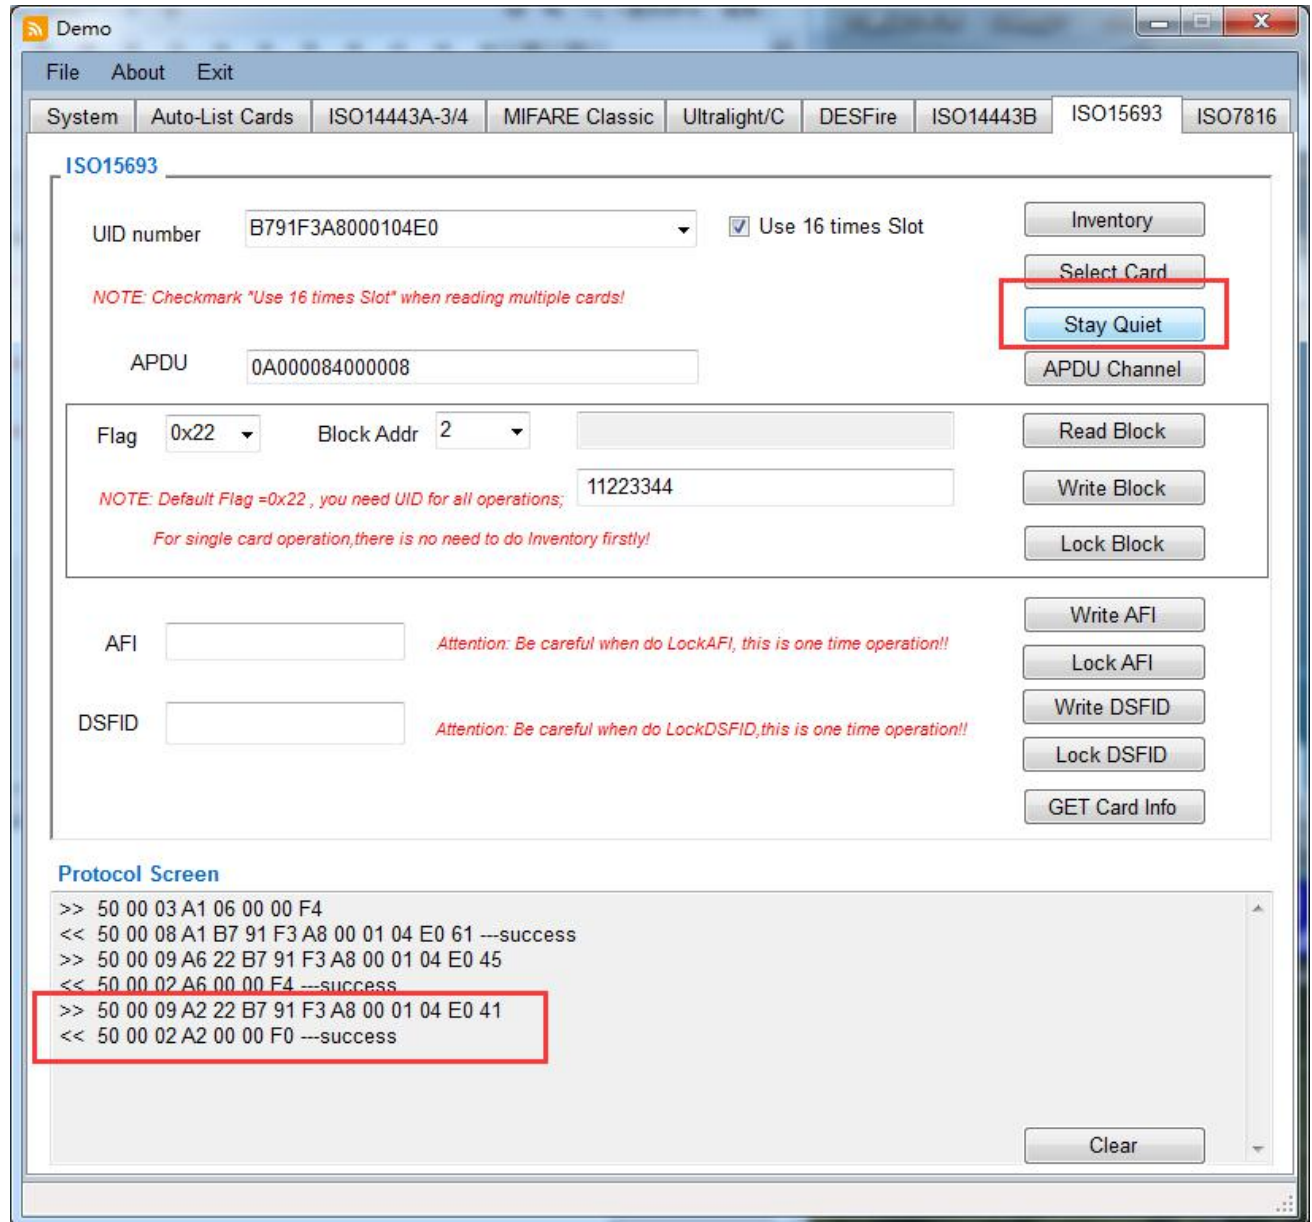 Demo
File About Exit
System Auto-List Cards ISO14443A-3/4 MIFARE Classic Ultralight/C DESFire ISO14443B ISO15693 ISO7816
ISO15693
UID number B791F3A8000104E0 Use 16 times Slot Inventory
Select Card
NOTE: Checkmark "Use 16 times Slot" when reading multiple cards!
Stay Quiet
APDU 0A000084000008 APDU Channel
Flag 0x22 Block Addr 2 Read Block
NOTE: Default Flag =0x22 , you need UID for all operations; 11223344 Write Block
For single card operation,there is no need to do Inventory firstly! Lock Block
Write AFI
AFI Attention: Be careful when do LockAFI, this is one time operation!!
Lock AFI
Write DSFID
DSFID Attention: Be careful when do LockDSFID,this is one time operation!!
Lock DSFID
GET Card Info
Protocol Screen
>> 50 00 03 A1 06 00 00 F4
<< 50 00 08 A1 B7 91 F3 A8 00 01 04 E0 61 ---success
>> 50 00 09 A6 22 B7 91 F3 A8 00 01 04 E0 45
<< 50 00 02 A6 00 00 F4 ---success
>> 50 00 09 A2 22 B7 91 F3 A8 00 01 04 E0 41
<< 50 00 02 A2 00 00 F0 ---success
Clear